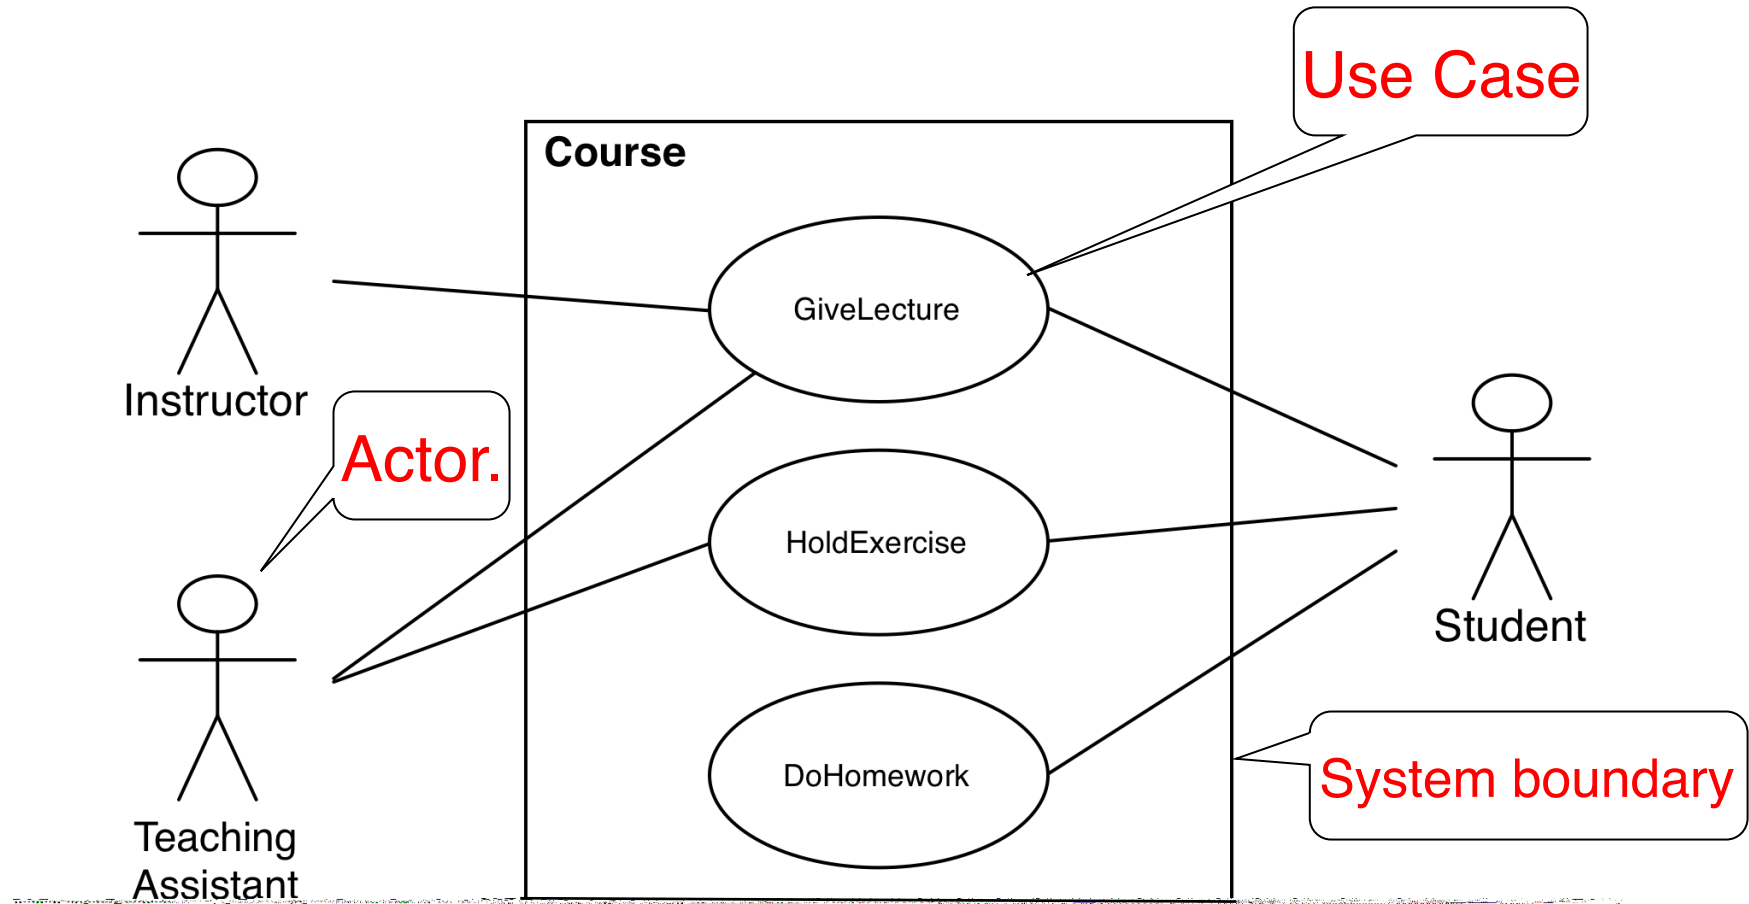 Use Case
Course
GiveLecture
Instructor
Actor.
HoldExercise
Student
DoHomework
System boundary
Teaching
Assistant